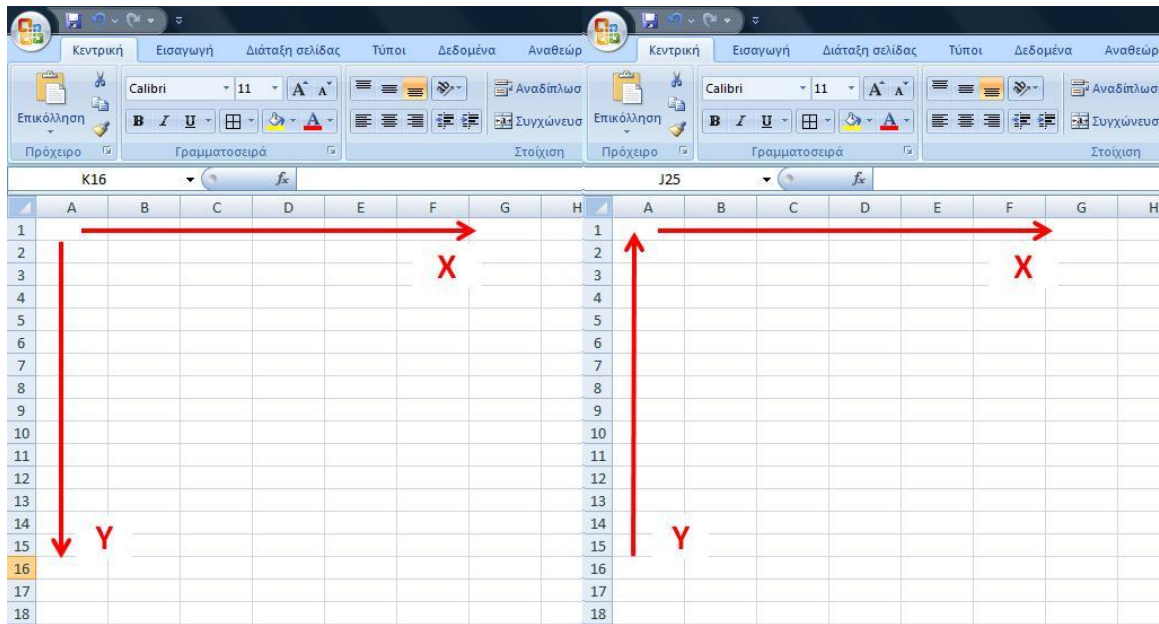 Κεντρική Εισαγωγή Διάταξη σελίδας Τύποι Δεδομένα Αναθεώρ
Επικόλληση
Calibri 11 A A
Αναδίπλωσ
B I U A
Συγχώνευσ
Πρόχειρο Γραμματοσειρά Στοίχιση
K16 fx
A B C D E F G H
1
2
3
4
5
6
7
8
9
10
11
12
13
14
15
16
17
18
X
Y
Κεντρική Εισαγωγή Διάταξη σελίδας Τύποι Δεδομένα Αναθεώρ
Επικόλληση
Calibri 11 A A
Αναδίπλωσ
B I U A
Συγχώνευσ
Πρόχειρο Γραμματοσειρά Στοίχιση
J25 fx
A B C D E F G H
1
2
3
4
5
6
7
8
9
10
11
12
13
14
15
16
17
18
X
Y